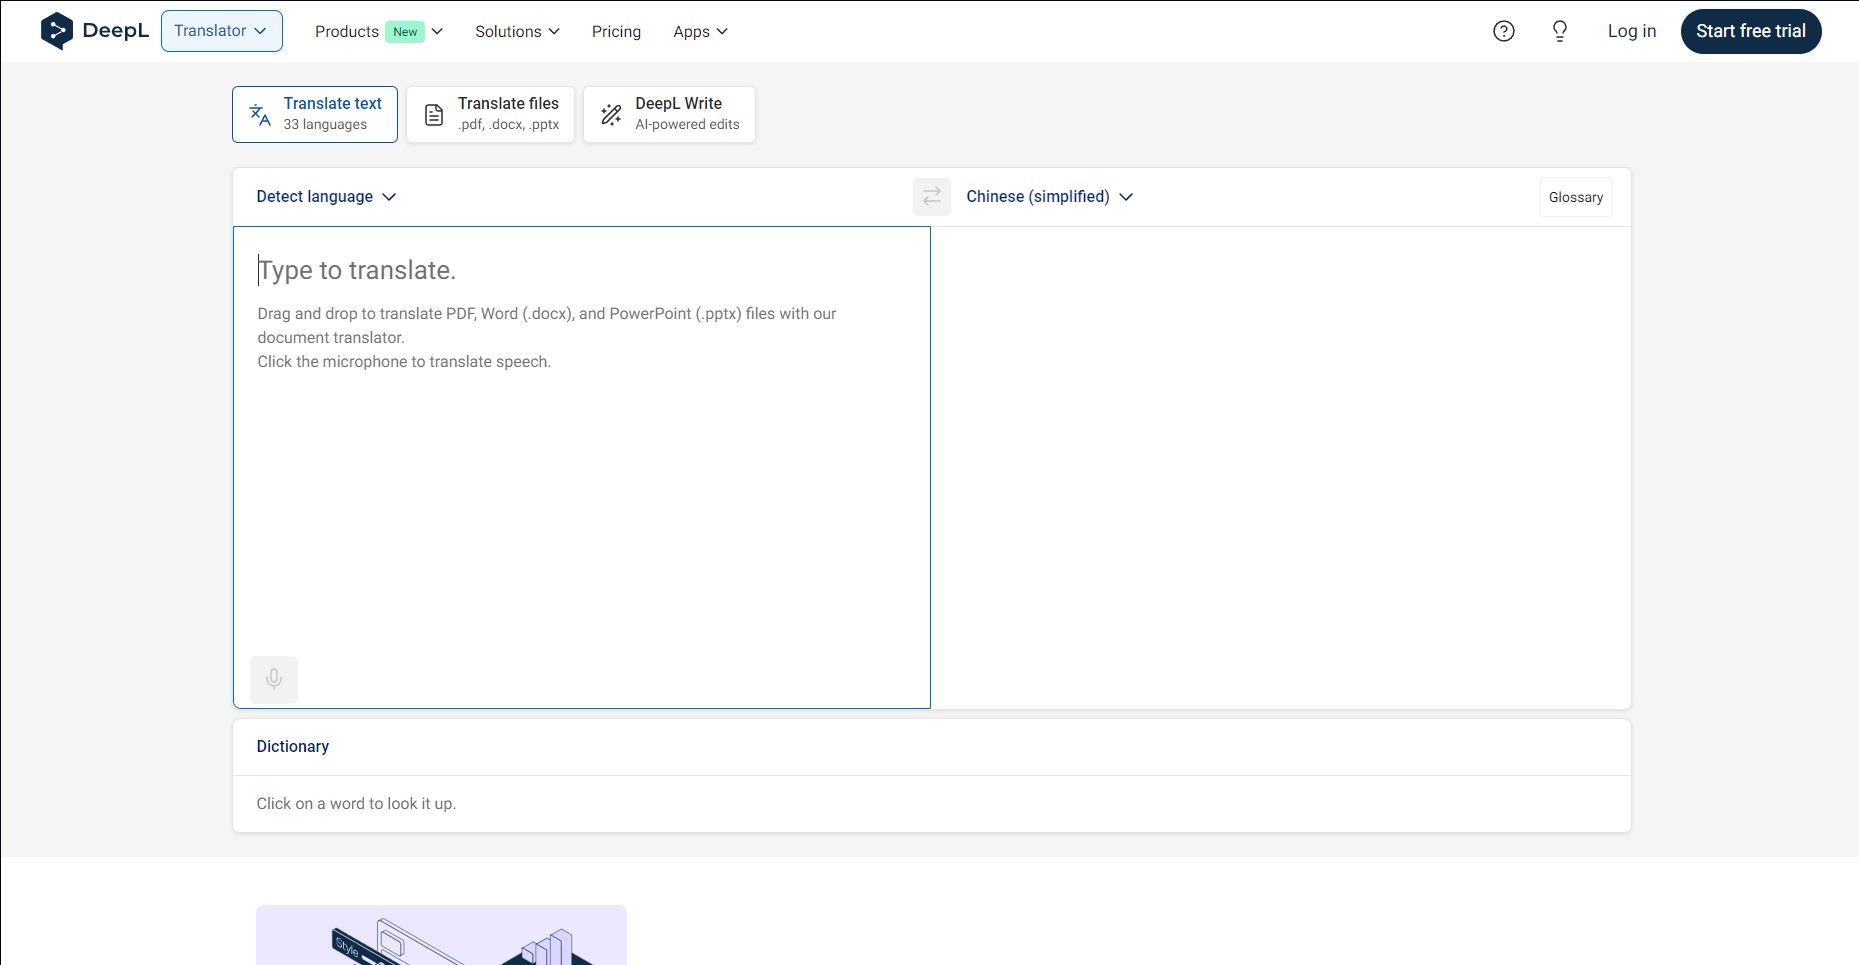 DeepL
Translator
Products New
Solutions
Pricing
Apps
Log in
Start free trial
Translate text
33 languages
Translate files
.pdf, .docx, .pptx
DeepL Write
AI-powered edits
Detect language
Chinese (simplified)
Glossary
Type to translate.
Drag and drop to translate PDF, Word (.docx), and PowerPoint (.pptx) files with our
document translator.
Click the microphone to translate speech.
Dictionary
Click on a word to look it up.
Style